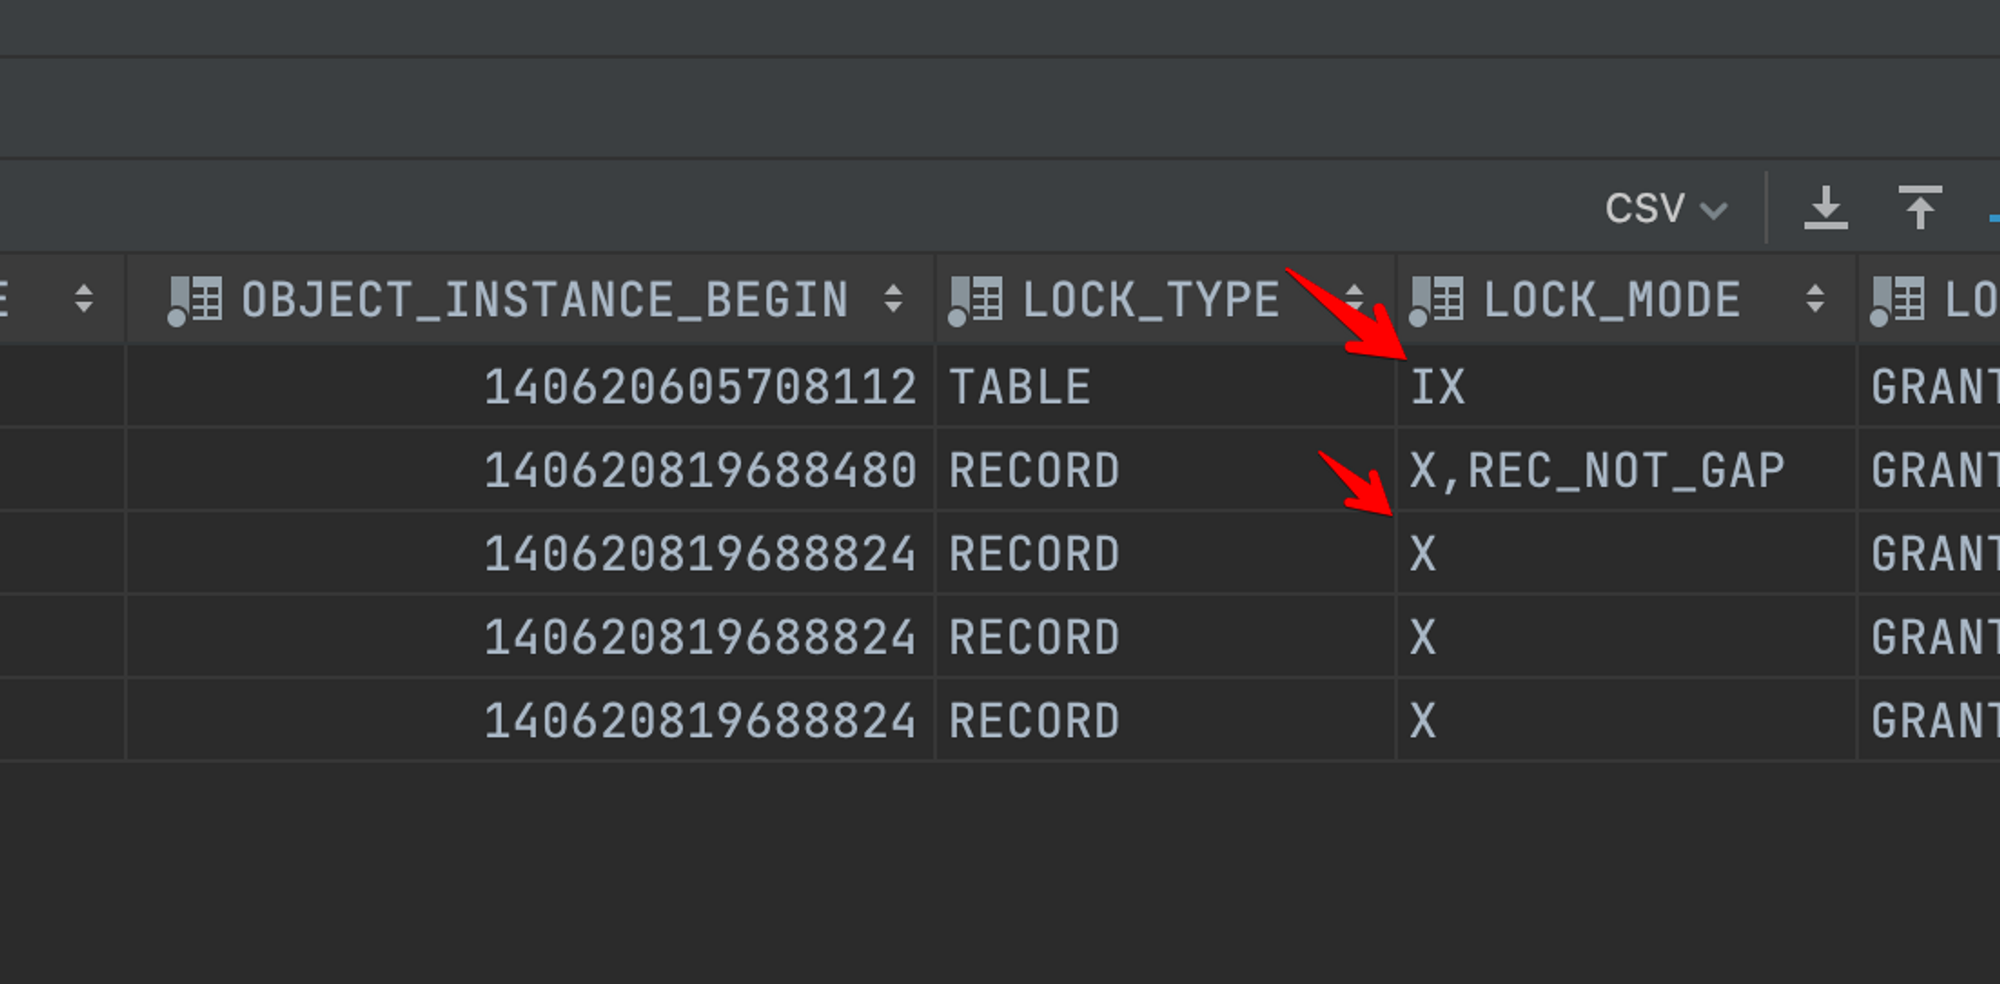 CSV
E OBJECT_INSTANCE_BEGIN LOCK_TYPE LOCK_MODE LO
140620605708112 TABLE IX GRANT
140620819688480 RECORD X,REC_NOT_GAP GRANT
140620819688824 RECORD X GRANT
140620819688824 RECORD X GRANT
140620819688824 RECORD X GRANT